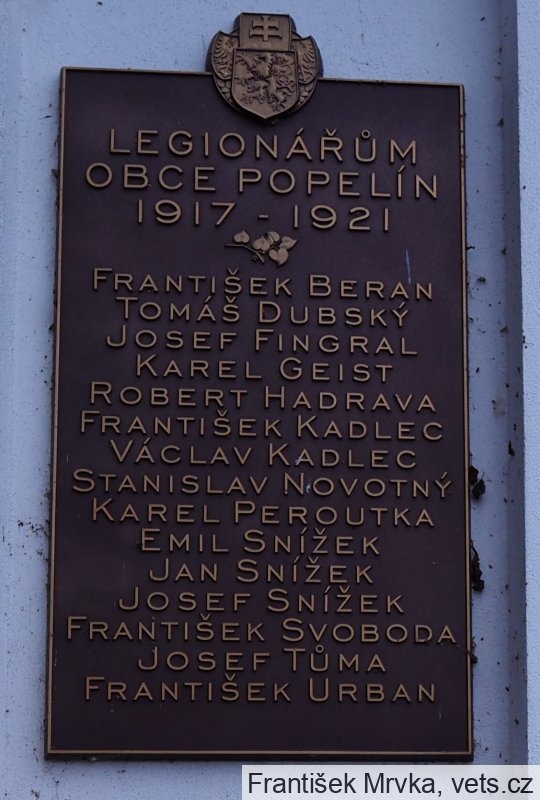 LEGIONÁŘŮM
OBCE POPELÍN
1917 - 1921
FRANTIŠEK BERAN
TOMÁŠ DUBSKÝ
JOSEF FINGRAL
KAREL GEIST
ROBERT HADRAVA
FRANTIŠEK KADLEC
VÁCLAV KADLEC
STANISLAV NOVOTNÝ
KAREL PEROUTKA
EMIL SNÍŽEK
JAN SNÍŽEK
JOSEF SNÍŽEK
FRANTIŠEK SVOBODA
JOSEF TŮMA
FRANTIŠEK URBAN
František Mrvka, vets.cz